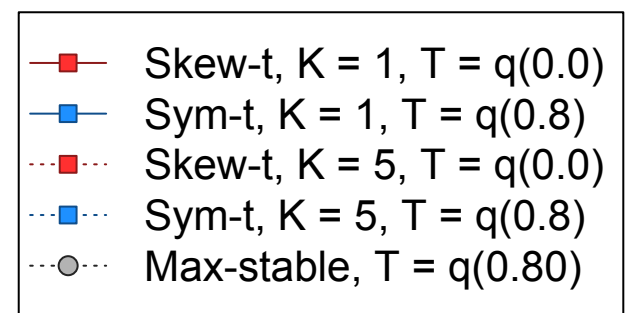 Skew-t, K = 1, T = q(0.0)
Sym-t, K = 1, T = q(0.8)
Skew-t, K = 5, T = q(0.0)
Sym-t, K = 5, T = q(0.8)
Max-stable, T = q(0.80)